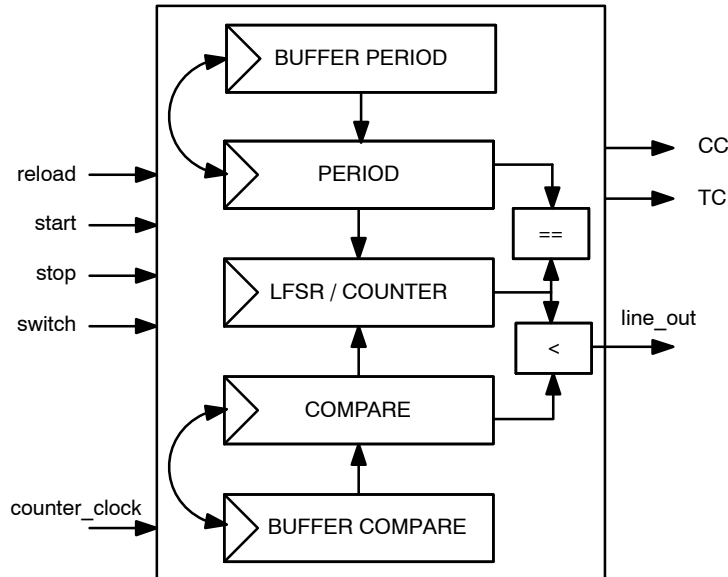 BUFFER PERIOD
CC
reload
PERIOD
TC
start
==
stop
LFSR / COUNTER
switch
line_out
<
COMPARE
counter_clock
BUFFER COMPARE